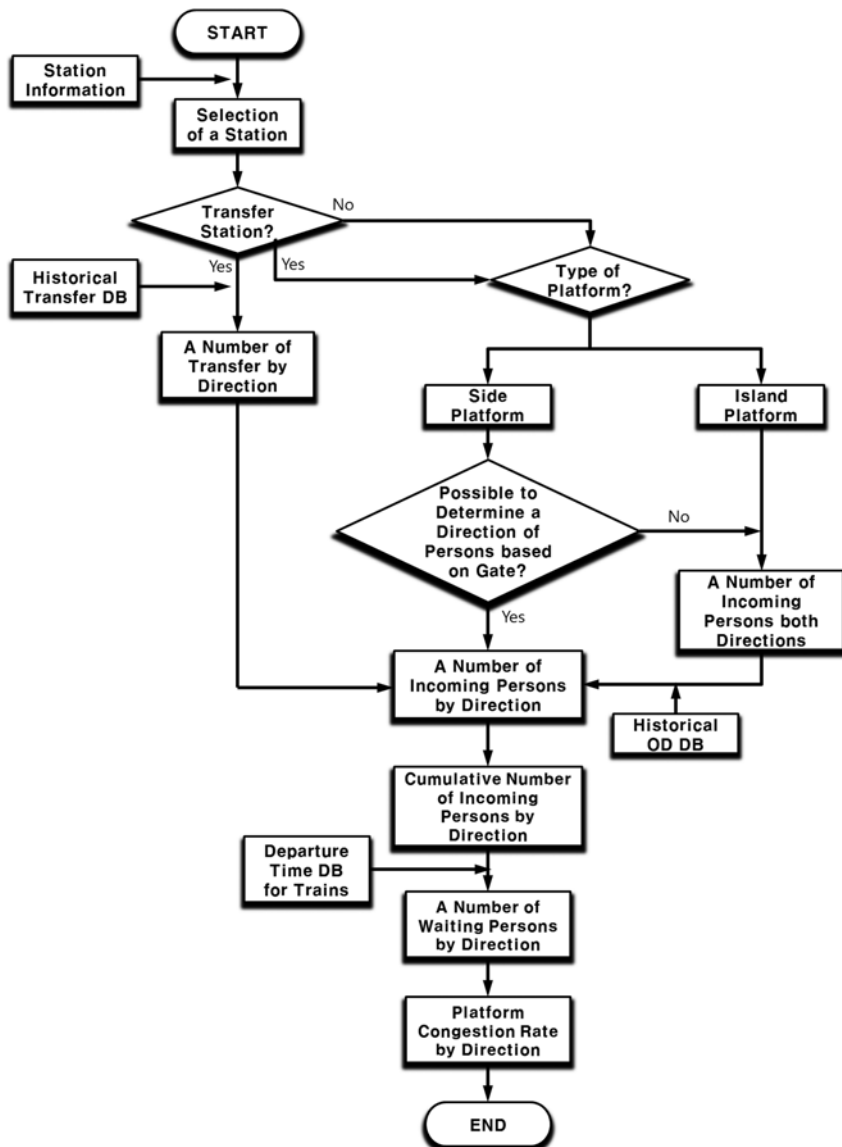 START
Station
Information
Selection
of a Station
Transfer
Station?
No
Yes
Yes
Historical
Transfer DB
Type of
Platform?
A Number of
Transfer by
Direction
Side
Platform
Island
Platform
Possible to
Determine a
Direction of
Persons based
on Gate?
No
Yes
A Number of
Incoming
Persons both
Directions
A Number of
Incoming Persons
by Direction
Historical
OD DB
Cumulative Number
of Incoming
Persons by
Direction
Departure
Time DB
for Trains
A Number of
Waiting Persons
by Direction
Platform
Congestion Rate
by Direction
END